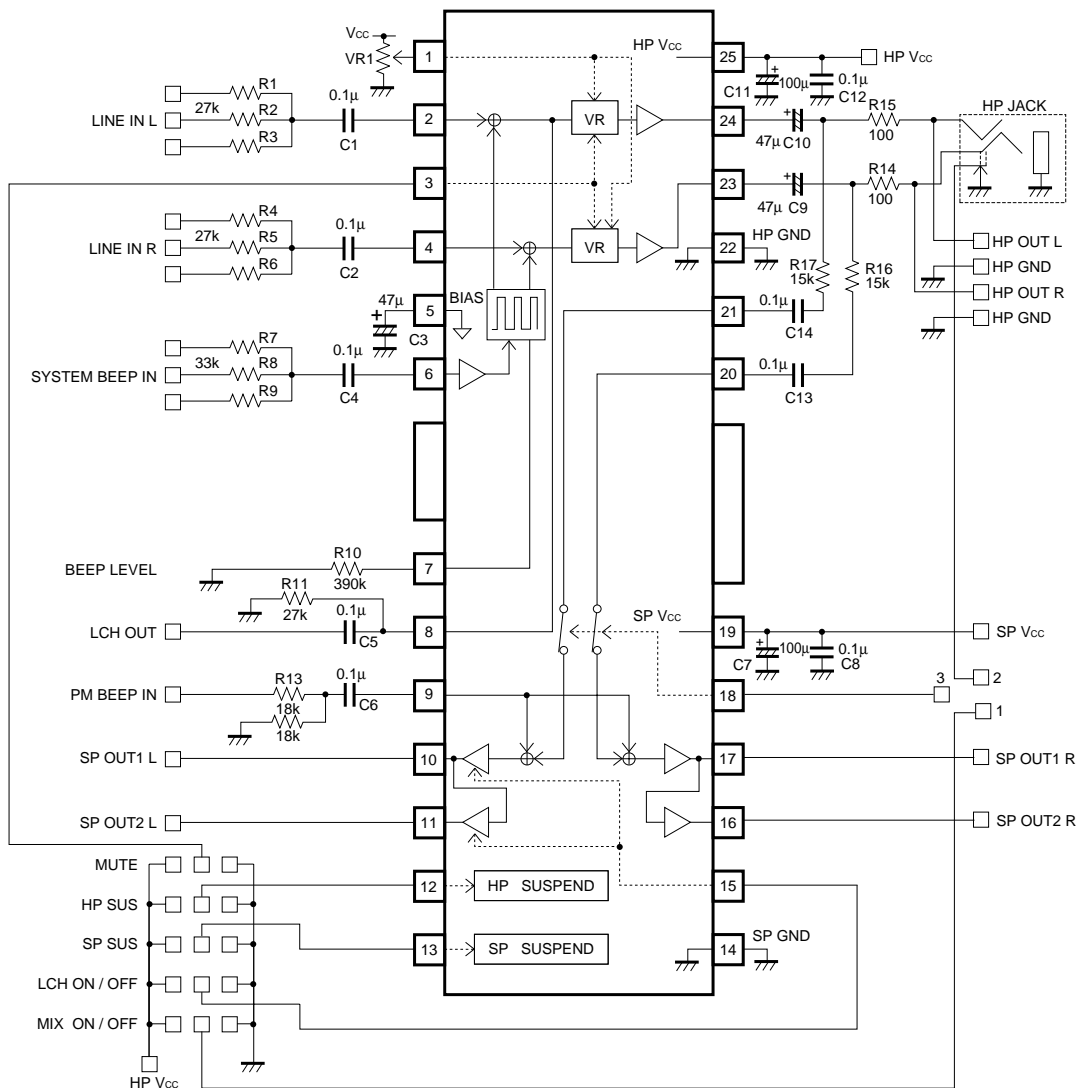 Vcc
VR1
1
HP Vcc
25
HP Vcc
+
100μ
0.1μ
C11
C12
R1
27k
R2
R3
LINE IN L
0.1μ
C1
2
VR
24
+
47μ
C10
R15
100
HP JACK
3
23
+
47μ
C9
R14
100
R4
27k
R5
R6
LINE IN R
0.1μ
C2
4
VR
HP GND
22
HP OUT L
HP GND
HP OUT R
HP GND
R17
15k
R16
15k
47μ
+
C3
5
BIAS
0.1μ
C14
21
R7
33k
R8
R9
SYSTEM BEEP IN
0.1μ
C4
6
0.1μ
C13
20
BEEP LEVEL
R10
390k
7
R11
27k
LCH OUT
0.1μ
C5
8
SP Vcc
19
+
100μ
0.1μ
C7
C8
SP Vcc
PM BEEP IN
R13
18k
18k
0.1μ
C6
9
18
3
2
1
SP OUT1 L
10
17
SP OUT1 R
SP OUT2 L
11
16
SP OUT2 R
MUTE
HP SUS
12
HP SUSPEND
15
SP SUS
13
SP SUSPEND
SP GND
14
LCH ON / OFF
MIX ON / OFF
HP Vcc